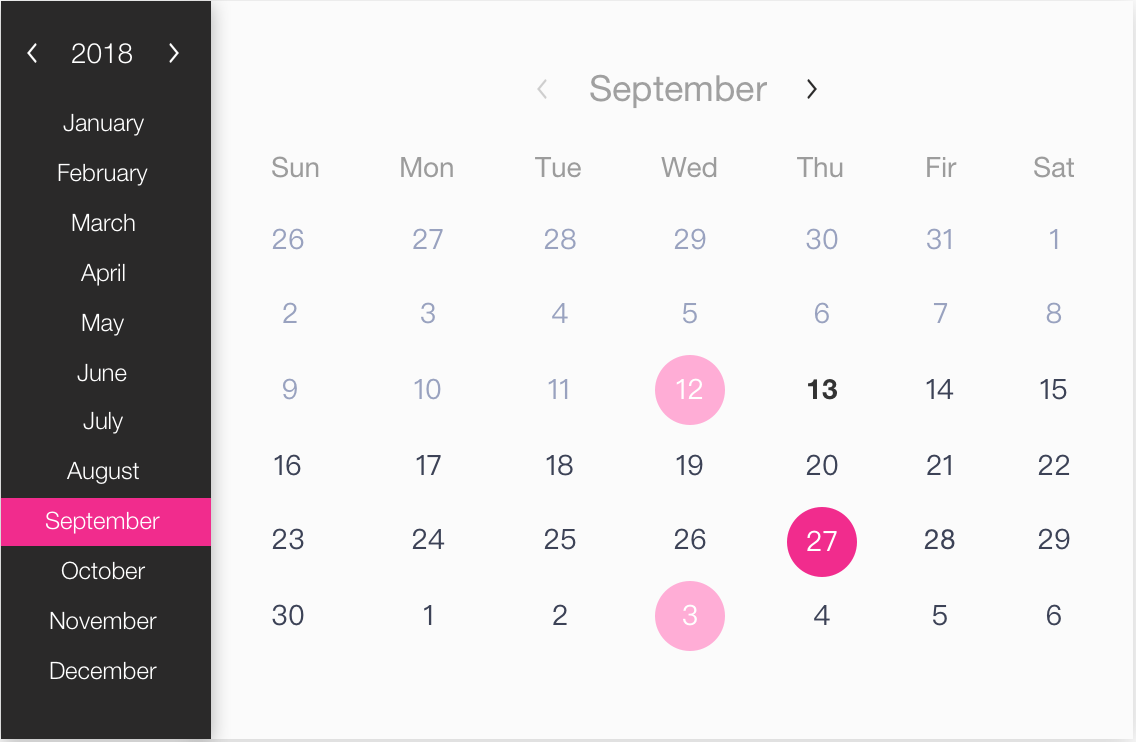 2018
January
February
March
April
May
June
July
August
September
October
November
December
September
Sun Mon Tue Wed Thu Fir Sat
26 27 28 29 30 31 1
2 3 4 5 6 7 8
9 10 11 12 13 14 15
16 17 18 19 20 21 22
23 24 25 26 27 28 29
30 1 2 3 4 5 6